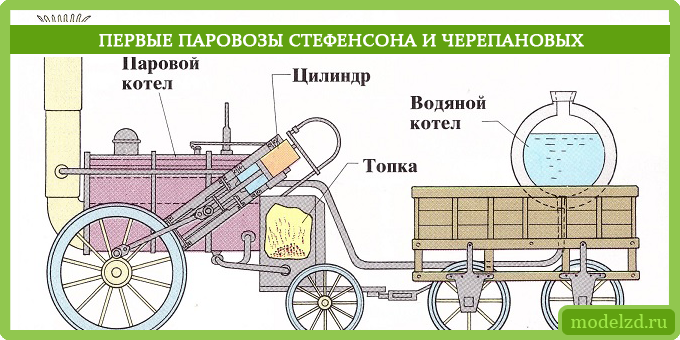 ПЕРВЫЕ ПАРОВОЗЫ СТЕФЕНСОНА И ЧЕРЕПАНОВЫХ
Паровой
котел
Цилиндр
Водяной
котел
Топка
modelzd.ru